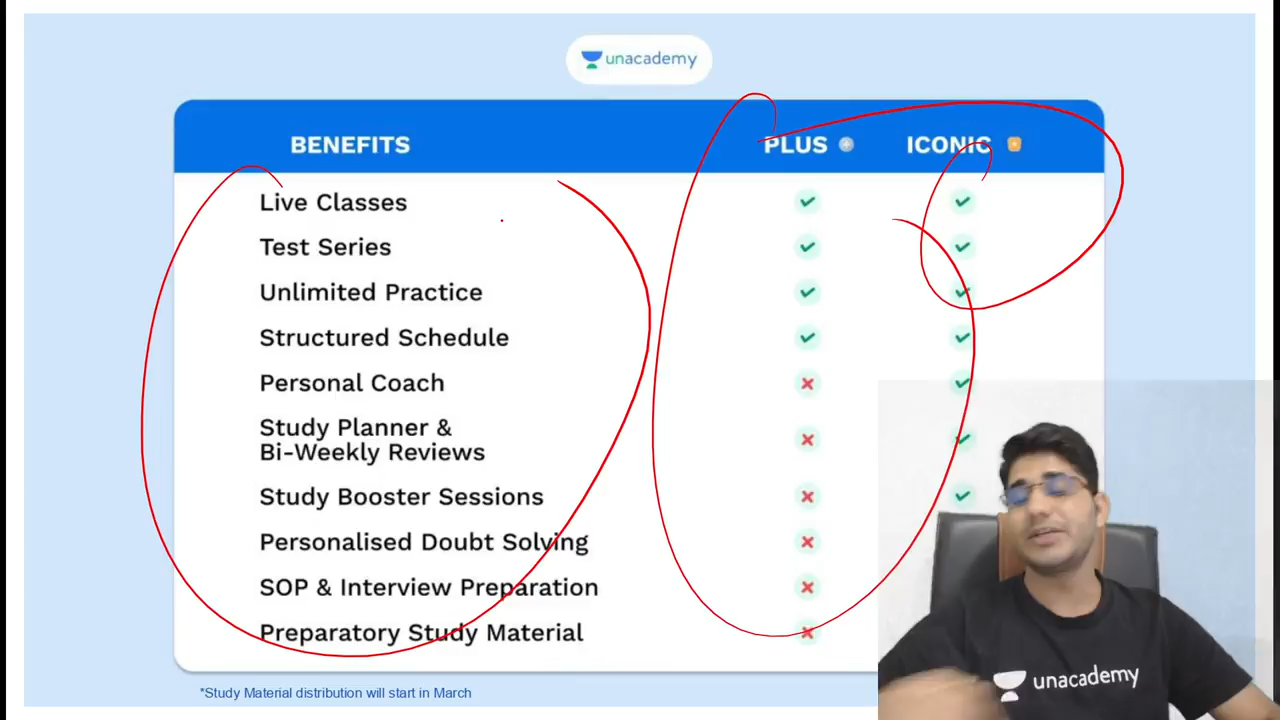 unacademy
BENEFITS PLUS ICONIC
Live Classes
Test Series
Unlimited Practice
Structured Schedule
Personal Coach
Study Planner &
Bi-Weekly Reviews
Study Booster Sessions
Personalised Doubt Solving
SOP & Interview Preparation
Preparatory Study Material
*Study Material distribution will start in March
unacademy